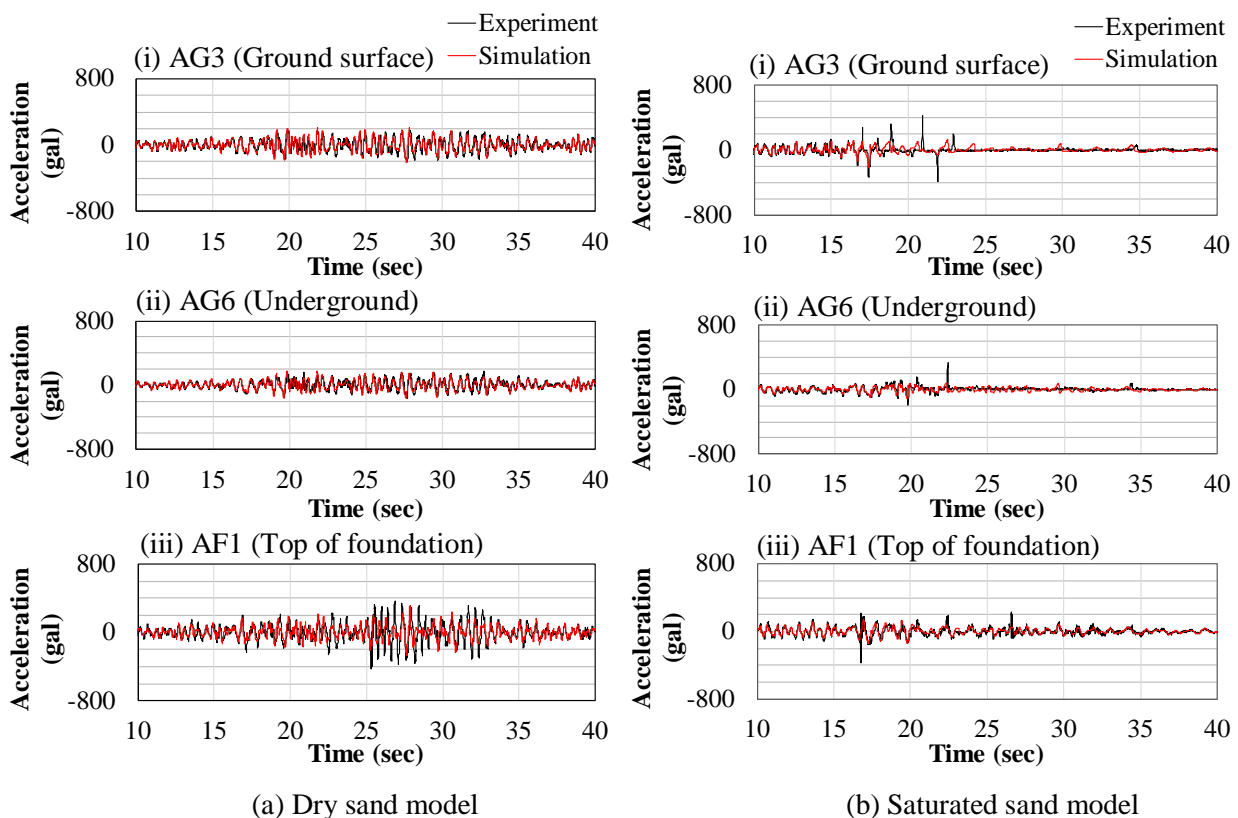 Experiment
Simulation
(i) AG3 (Ground surface)
800
0
-800
Acceleration
(gal)
10 15 20 25 30 35 40
Time (sec)
(ii) AG6 (Underground)
800
0
-800
Acceleration
(gal)
10 15 20 25 30 35 40
Time (sec)
(iii) AF1 (Top of foundation)
800
0
-800
Acceleration
(gal)
10 15 20 25 30 35 40
Time (sec)
(a) Dry sand model
Experiment
Simulation
(i) AG3 (Ground surface)
800
0
-800
Acceleration
(gal)
10 15 20 25 30 35 40
Time (sec)
(ii) AG6 (Underground)
800
0
-800
Acceleration
(gal)
10 15 20 25 30 35 40
Time (sec)
(iii) AF1 (Top of foundation)
800
0
-800
Acceleration
(gal)
10 15 20 25 30 35 40
Time (sec)
(b) Saturated sand model